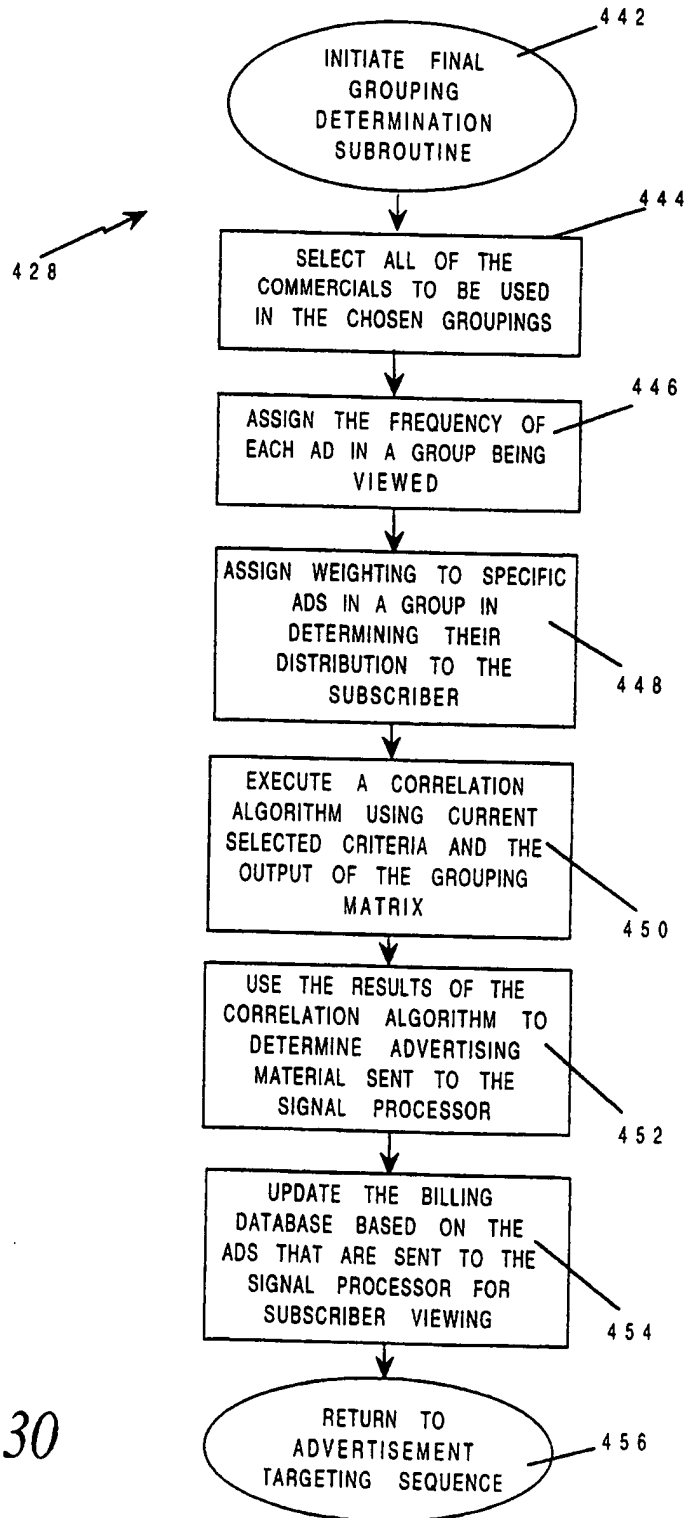 442
INITIATE FINAL
GROUPING
DETERMINATION
SUBROUTINE
428
444
SELECT ALL OF THE
COMMERCIALS TO BE USED
IN THE CHOSEN GROUPINGS
446
ASSIGN THE FREQUENCY OF
EACH AD IN A GROUP BEING
VIEWED
ASSIGN WEIGHTING TO SPECIFIC
ADS IN A GROUP IN
DETERMINING THEIR
DISTRIBUTION TO THE
SUBSCRIBER
448
EXECUTE A CORRELATION
ALGORITHM USING CURRENT
SELECTED CRITERIA AND THE
OUTPUT OF THE GROUPING
MATRIX
450
USE THE RESULTS OF THE
CORRELATION ALGORITHM TO
DETERMINE ADVERTISING
MATERIAL SENT TO THE
SIGNAL PROCESSOR
452
UPDATE THE BILLING
DATABASE BASED ON THE
ADS THAT ARE SENT TO THE
SIGNAL PROCESSOR FOR
SUBSCRIBER VIEWING
454
RETURN TO
ADVERTISEMENT
TARGETING SEQUENCE
456
30